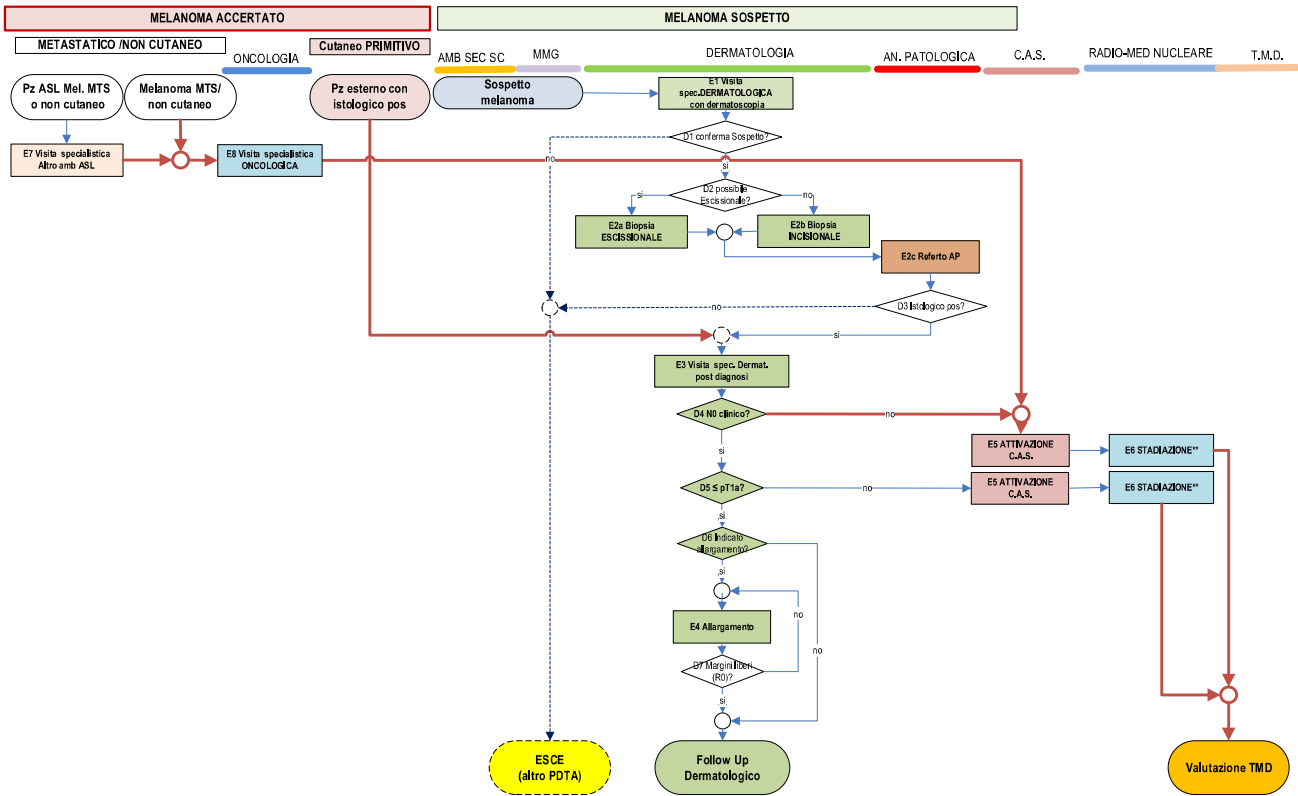 MELANOMA ACCERTATO
MELANOMA SOSPETTO
METASTATICO /NON CUTANEO
Cutaneo PRIMITIVO
ONCOLOGIA
AMB SEC SC
MMG
DERMATOLOGIA
AN. PATOLOGICA
C.A.S.
RADIO-MED NUCLEARE
T.M.D.
Pz ASL Mel. MTS
o non cutaneo
Melanoma MTS/
non cutaneo
Pz esterno con
istologico pos
Sospetto
melanoma
E1 Visita
spec.DERMATOLOGICA
con dermatoscopia
D1 conferma Sospetto?
no
si
E7 Visita specialistica
Altro amb ASL
E8 Visita specialistica
ONCOLOGICA
D2 possibile
Escissionale?
si
no
E2a Biopsia
ESCISSIONALE
E2b Biopsia
INCISIONALE
E2c Referto AP
D3 Istologico pos?
no
si
E3 Visita spec. Dermat.
post diagnosi
D4 N0 clinico?
no
si
E5 ATTIVAZIONE
C.A.S.
E6 STADIAZIONE**
D5 ≤ pT1a?
no
E5 ATTIVAZIONE
C.A.S.
E6 STADIAZIONE**
si
D6 Indicato
allargamento?
si
no
E4 Allargamento
no
D7 Margini liberi
(R0)?
si
ESCE
(altro PDTA)
Follow Up
Dermatologico
Valutazione TMD